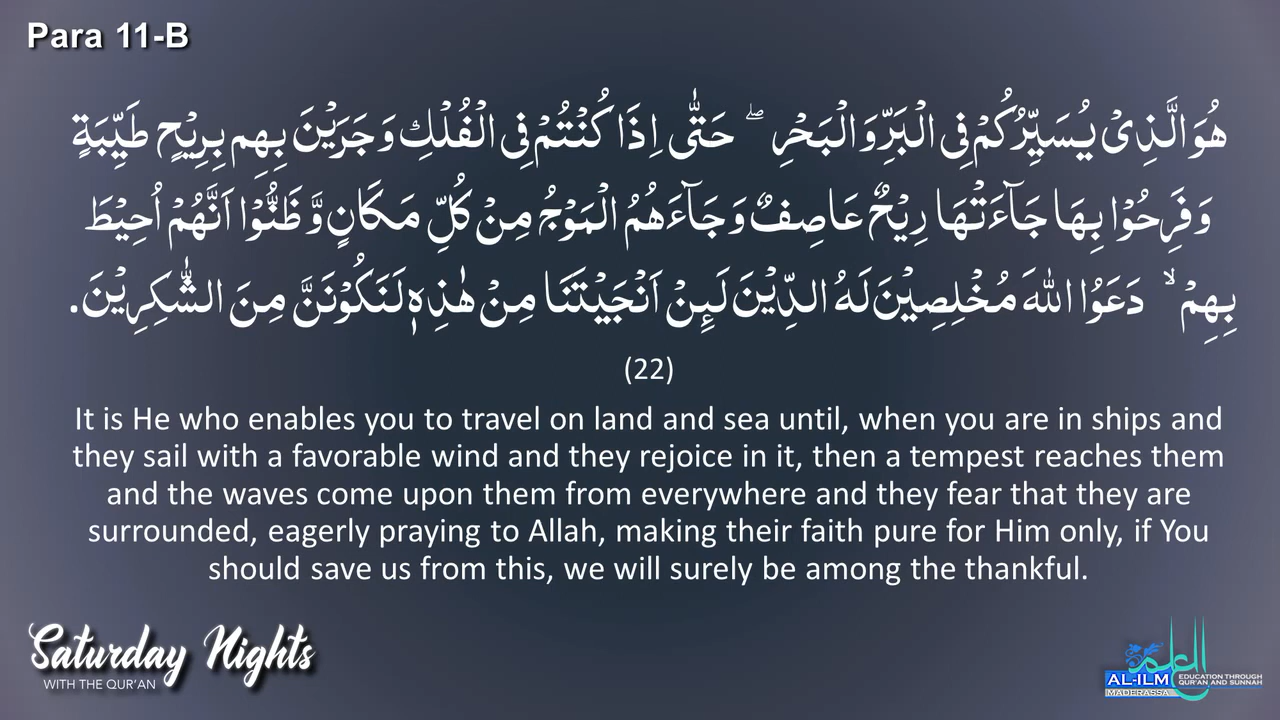 Para 11-B
هُوَ الَّذِیْ یُسَیِّرُكُمْ فِی الْبَرِّ وَ الْبَحْرِ ؕ حَتّٰۤی اِذَا كُنْتُمْ فِی الْفُلْكِ وَ جَرَیْنَ بِهِم بِرِیْحٍ طَیِّبَةٍ
وَ فَرِحُوْا بِهَا جَآءَتْهَا رِیْحٌ عَاصِفٌ وَ جَآءَهُمُ الْمَوْجُ مِنْ كُلِّ مَكَانٍ وَّ ظَنُّوْۤا اَنَّهُمْ اُحِیْطَ
بِهِمْ ۙ دَعَوُا اللهَ مُخْلِصِیْنَ لَهُ الدِّیْنَ لَىِٕنْ اَنْجَیْتَنَا مِنْ هٰذِهٖ لَنَكُوْنَنَّ مِنَ الشّٰكِرِیْنَ.
(22)
It is He who enables you to travel on land and sea until, when you are in ships and
they sail with a favorable wind and they rejoice in it, then a tempest reaches them
and the waves come upon them from everywhere and they fear that they are
surrounded, eagerly praying to Allah, making their faith pure for Him only, if You
should save us from this, we will surely be among the thankful.
Saturday Nights
WITH THE QUR'AN
العلم
AL-ILM
MADERASSA
EDUCATION THROUGH
QUR'AN AND SUNNAH